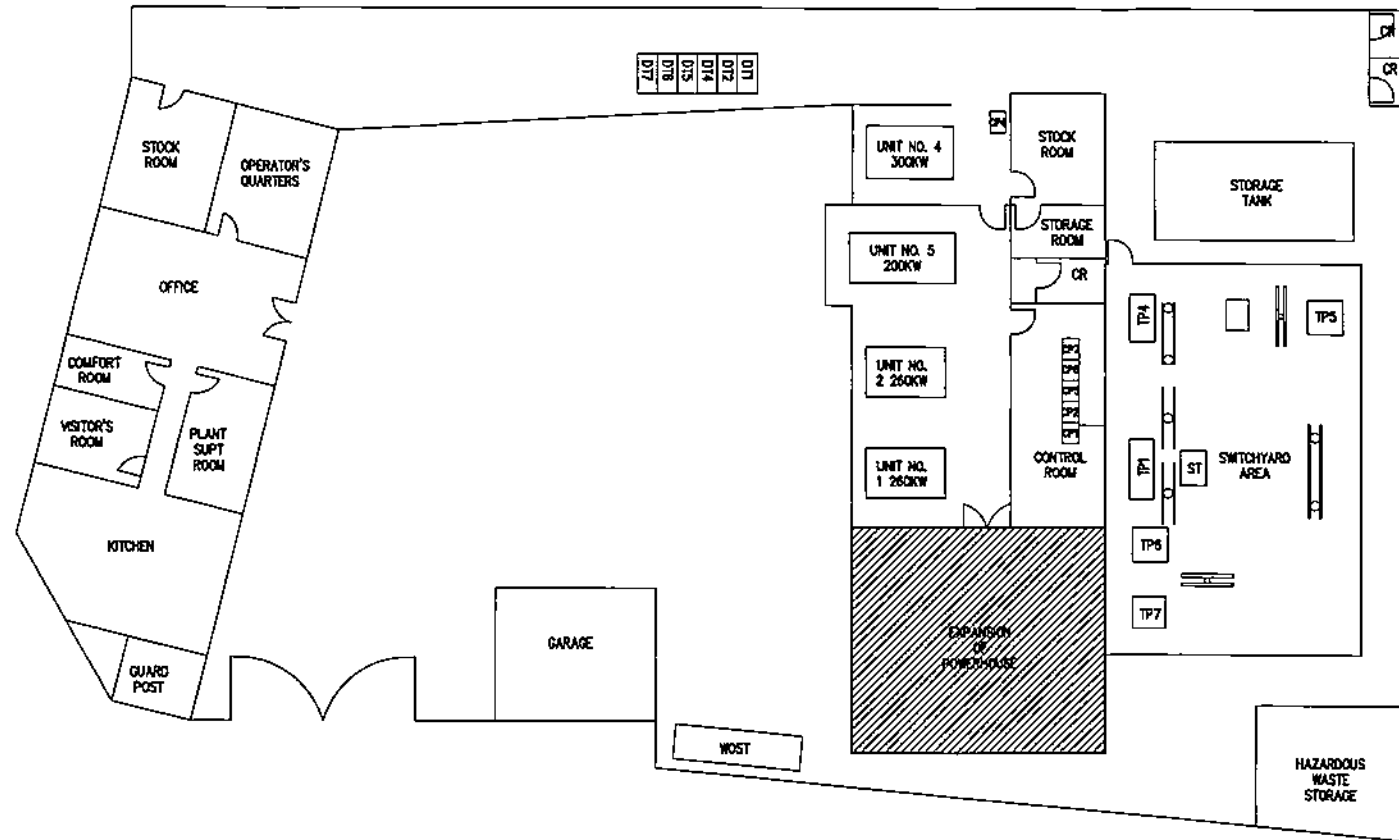 CR
CR
DT7
DT6
DT5
DT4
DT2
DT1
STOCK
ROOM
OPERATOR'S
QUARTERS
UNIT NO. 4
300KW
STOCK
ROOM
STORAGE
TANK
STORAGE
ROOM
UNIT NO. 5
200KW
CR
OFFICE
TP4
TP5
COMFORT
ROOM
UNIT NO.
2 260KW
VISITOR'S
ROOM
PLANT
SUPT
ROOM
UNIT NO.
1 260KW
CONTROL
ROOM
TP1
ST
SWITCHYARD
AREA
KITCHEN
TP6
TP7
GARAGE
EXPANSION
OF
POWERHOUSE
GUARD
POST
WOST
HAZARDOUS
WASTE
STORAGE